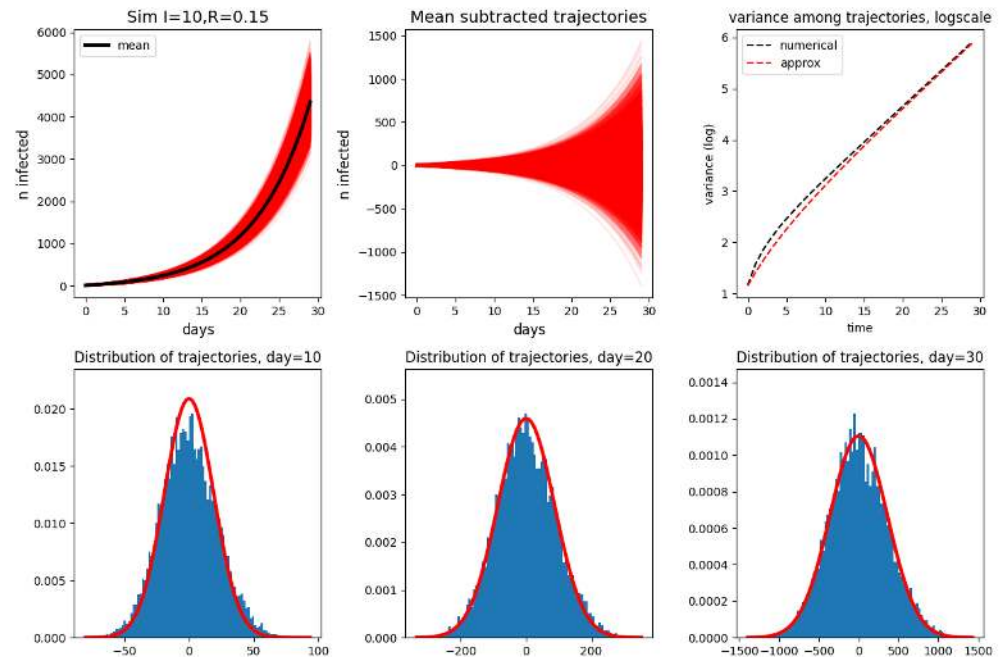 Sim I=10,R=0.15
Mean subtracted trajectories
variance among trajectories, logscale
6000
5000
4000
3000
2000
1000
0
n infected
mean
0 5 10 15 20 25 30
days
1500
1000
500
0
−500
−1000
−1500
n infected
0 5 10 15 20 25 30
days
6
5
4
3
2
1
variance (log)
numerical
approx
0 5 10 15 20 25 30
time
Distribution of trajectories, day=10
Distribution of trajectories, day=20
Distribution of trajectories, day=30
0.020
0.015
0.010
0.005
0.000
−50 0 50 100
0.005
0.004
0.003
0.002
0.001
0.000
−200 0 200
0.0014
0.0012
0.0010
0.0008
0.0006
0.0004
0.0002
0.0000
−1500 −1000 −500 0 500 1000 1500